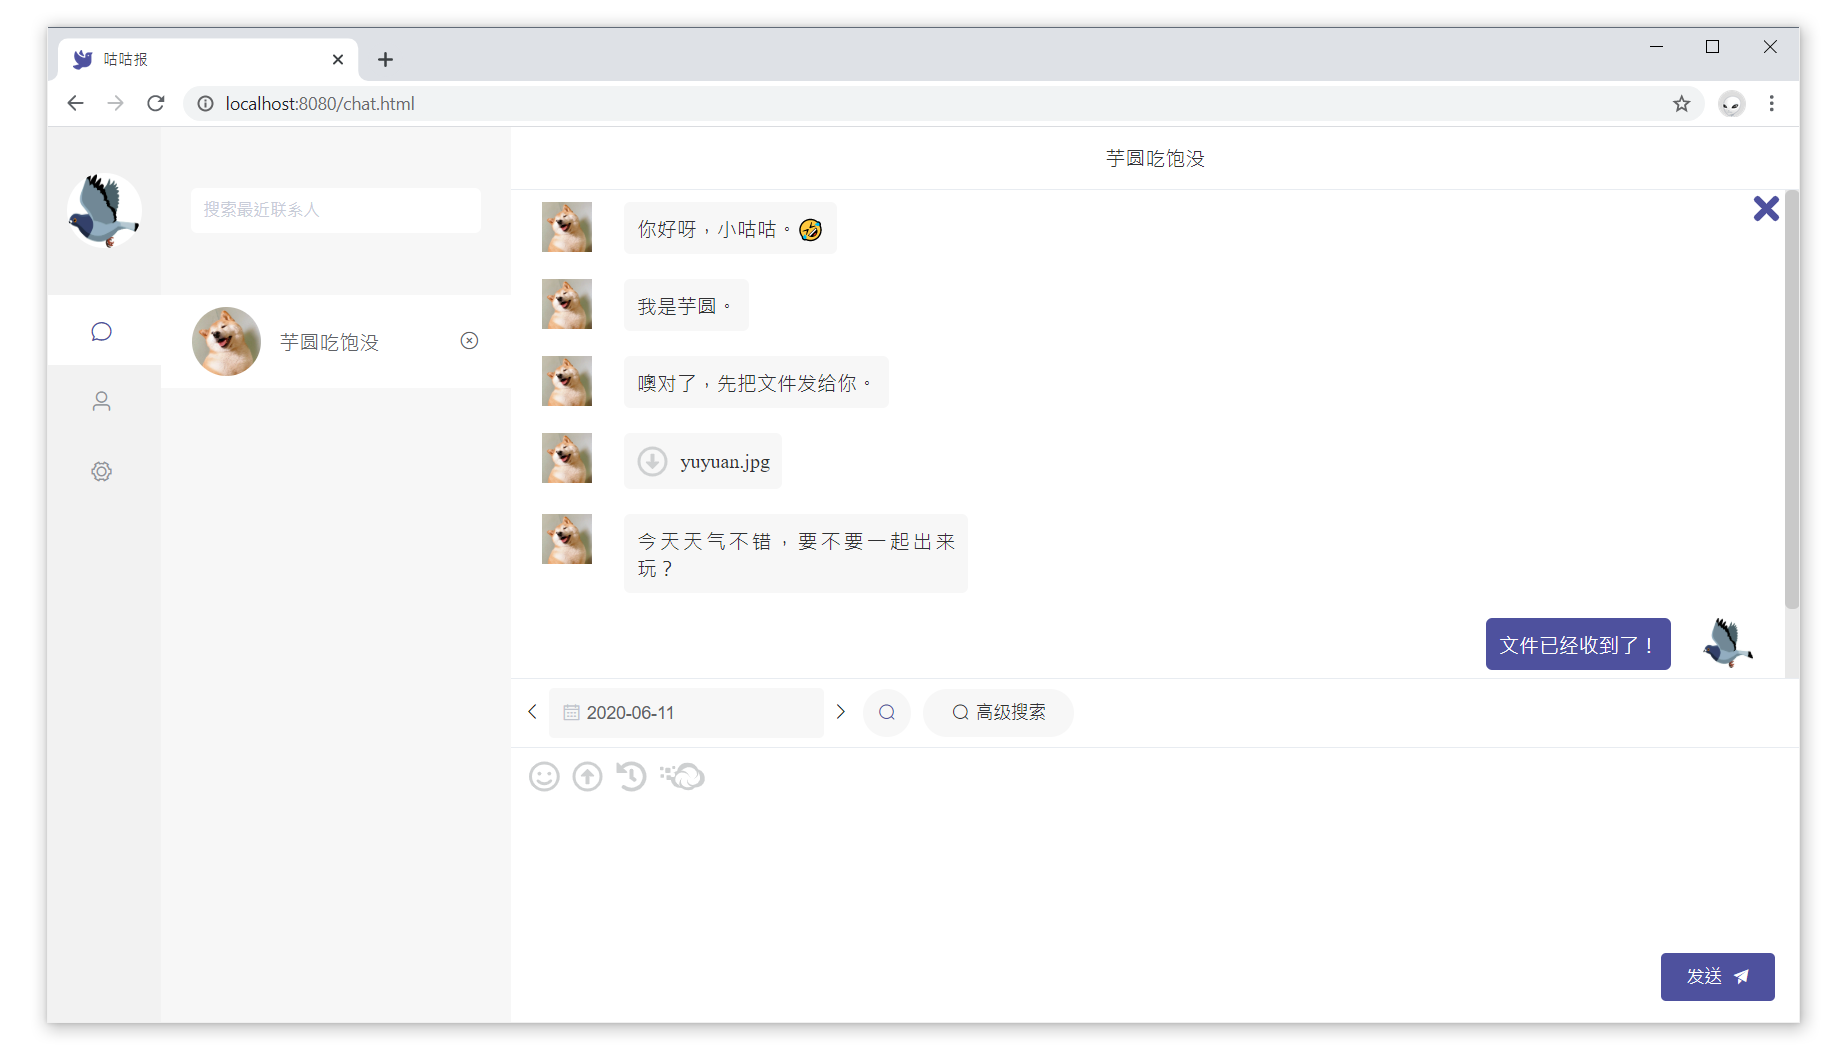 咕咕报
localhost:8080/chat.html
搜索最近联系人
芋圆吃饱没
芋圆吃饱没
你好呀，小咕咕。🤣
我是芋圆。
噢对了，先把文件发给你。
yuyuan.jpg
今天天气不错，要不要一起出来
玩？
文件已经收到了！
2020-06-11
高级搜索
发送